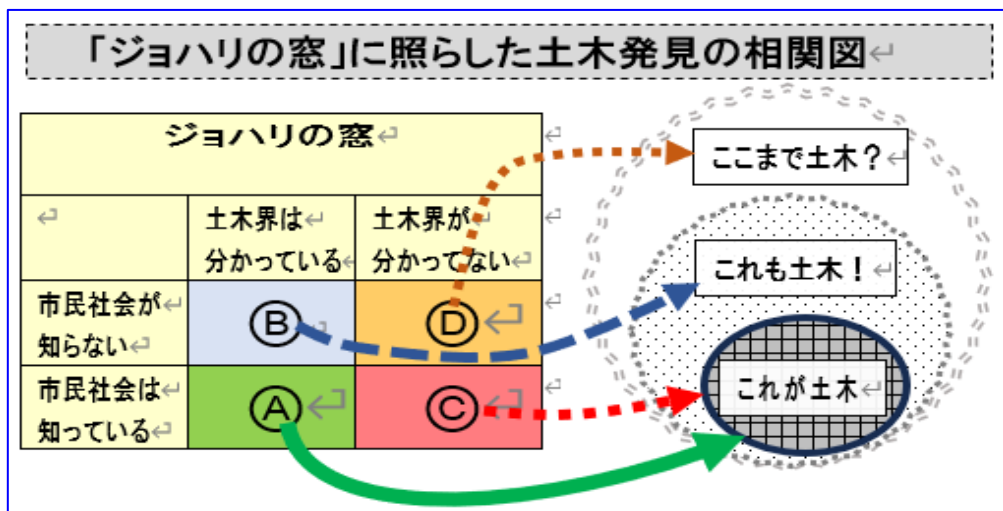 「ジョハリの窓」に照らした土木発見の相関図↵
ジョハリの窓↵
ここまで土木?↵
土木界は↵
分かっている↵
土木界が↵
分かってない↵
これも土木!↵
市民社会が↵
知らない↵
Ⓑ↵
Ⓓ↵
市民社会は↵
知っている↵
Ⓐ↵
Ⓒ↵
これが土木↵